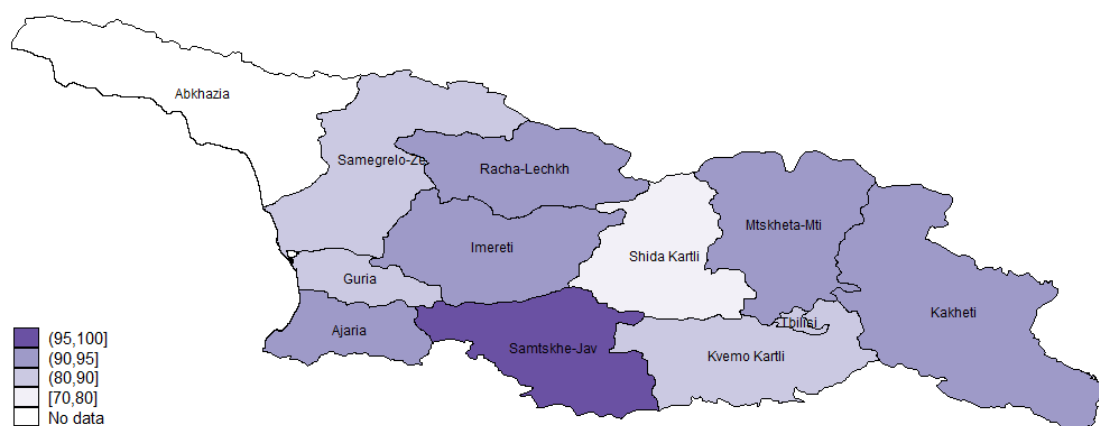 Abkhazia
Samegrelo-Ze
Racha-Lechkh
Mtskheta-Mti
Imereti
Shida Kartli
Guria
Kakheti
Tbilisi
Ajaria
Samtskhe-Jav
Kvemo Kartli
(95,100]
(90,95]
(80,90]
[70,80]
No data